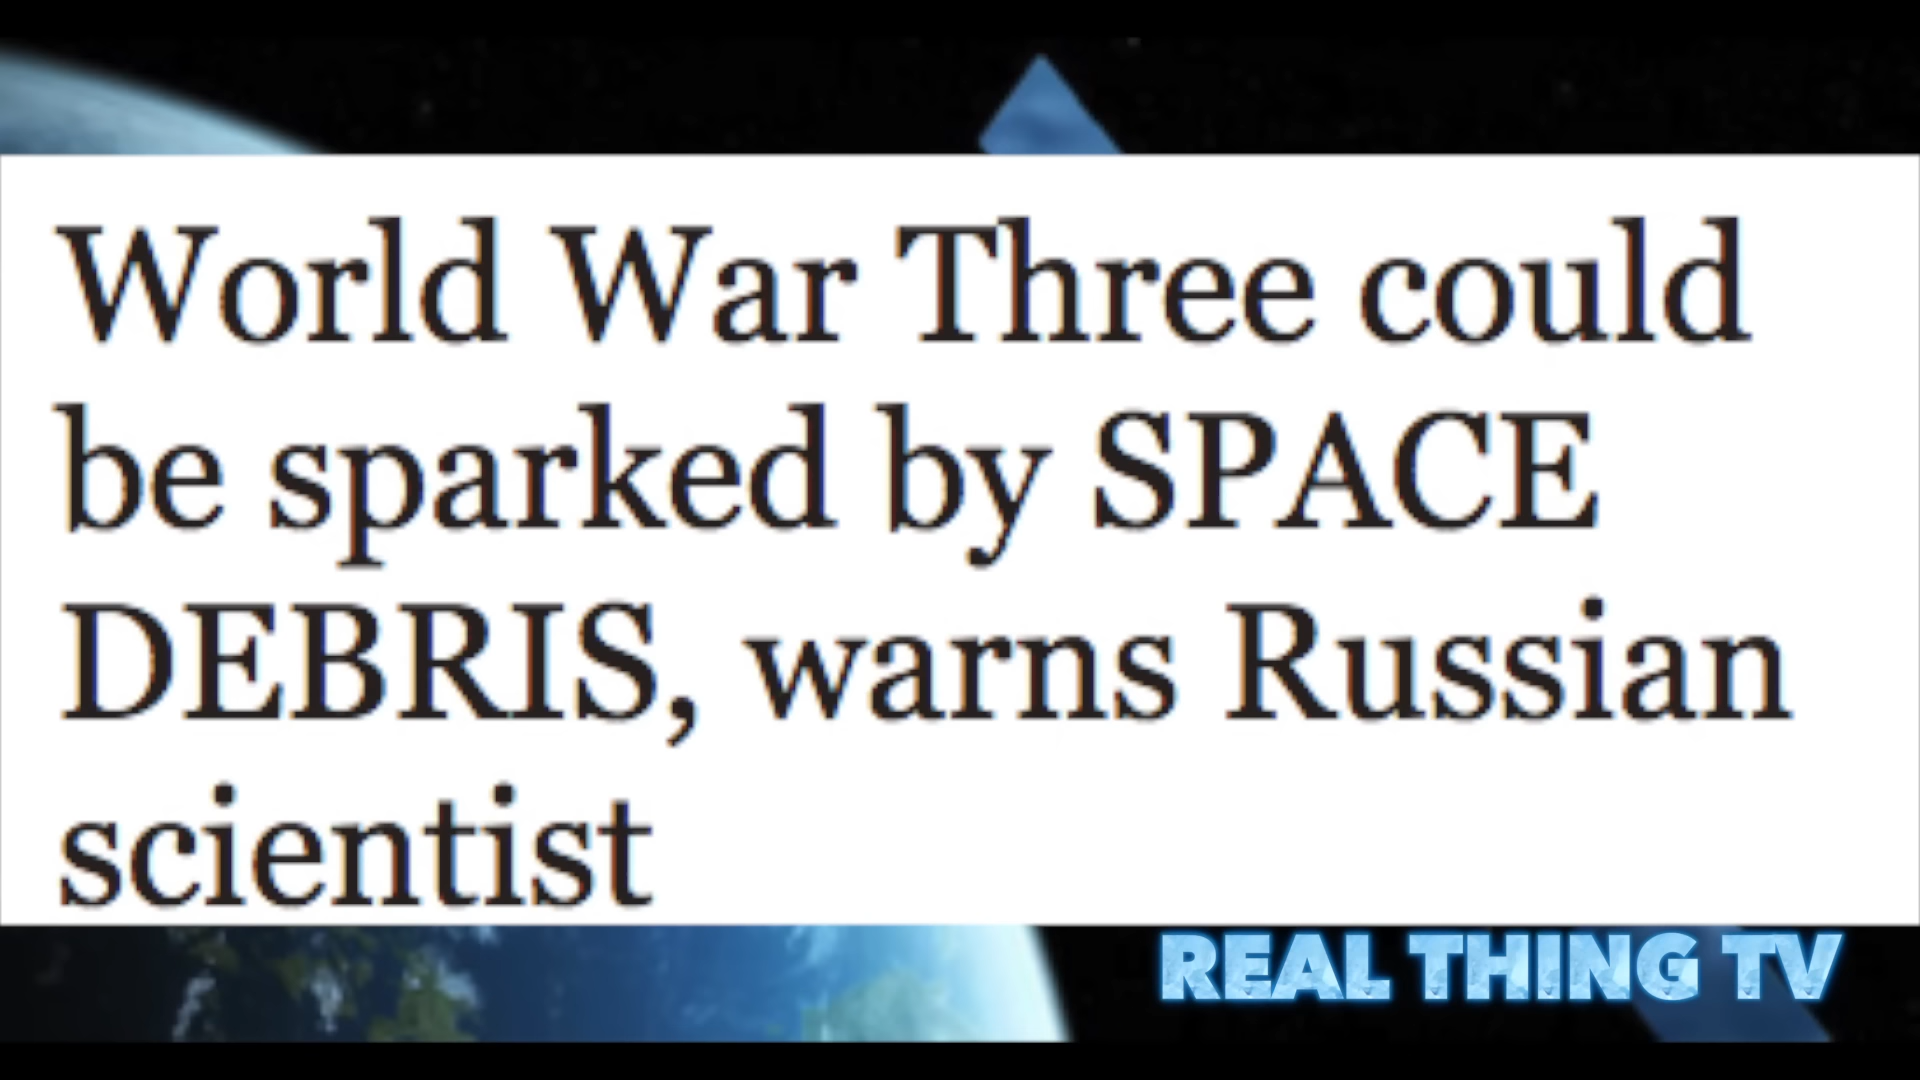 World War Three could
be sparked by SPACE
DEBRIS, warns Russian
scientist
REAL THING TV